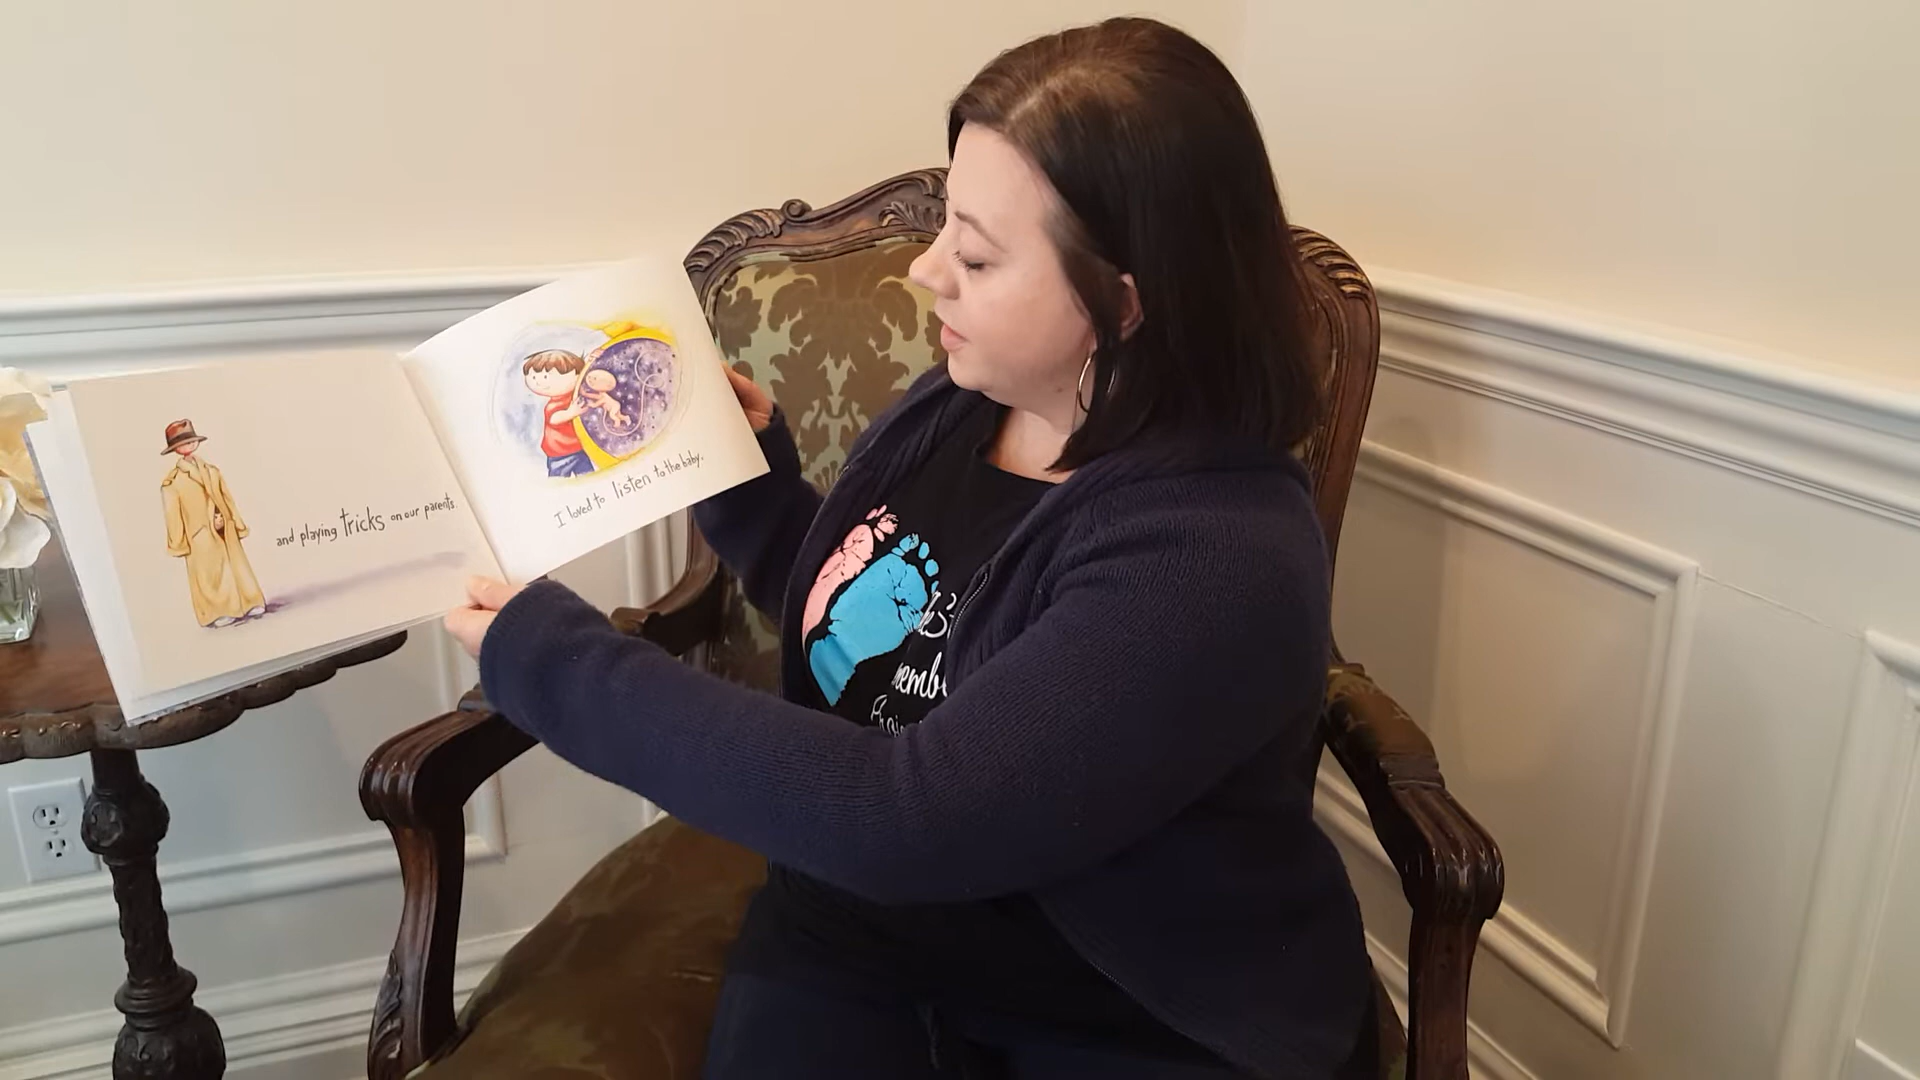 and playing tricks on our parents.
I loved to listen to the baby.